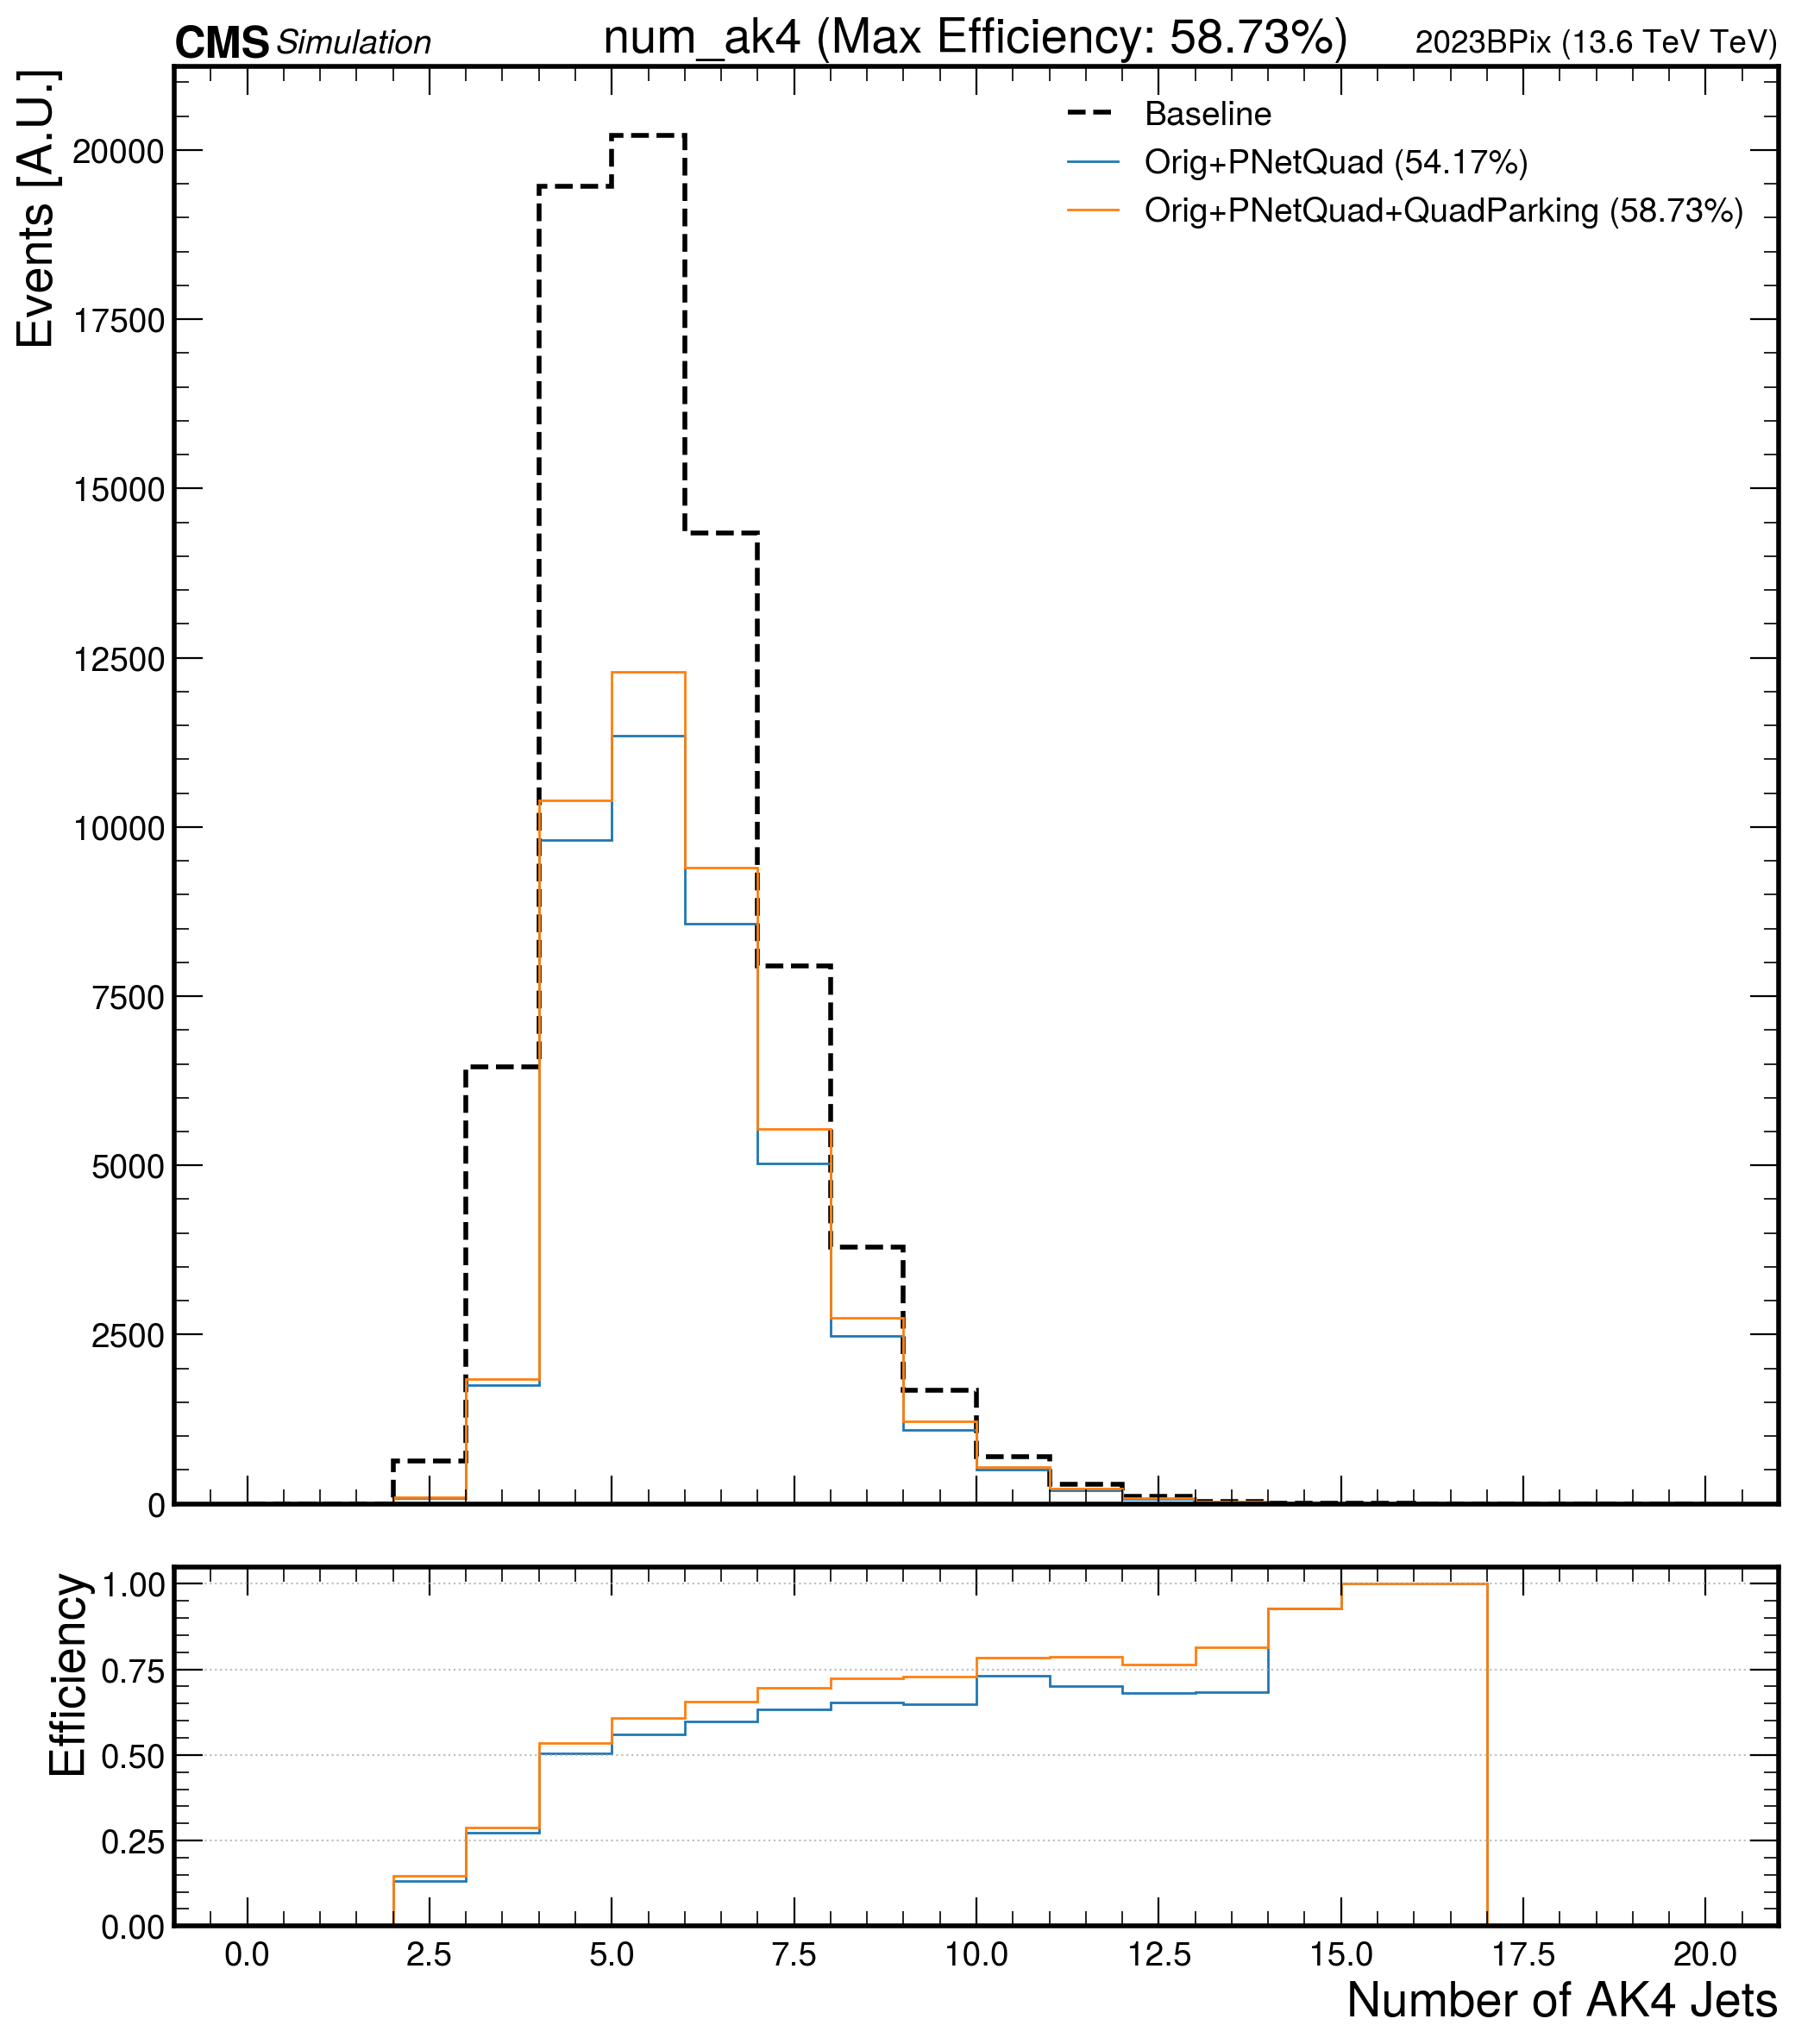 CMS Simulation num_ak4 (Max Efficiency: 58.73%) 2023BPix (13.6 TeV TeV)
Events [A.U.]
Baseline
Orig+PNetQuad (54.17%)
Orig+PNetQuad+QuadParking (58.73%)
20000
17500
15000
12500
10000
7500
5000
2500
0
Efficiency
1.00
0.75
0.50
0.25
0.00
0.0 2.5 5.0 7.5 10.0 12.5 15.0 17.5 20.0
Number of AK4 Jets